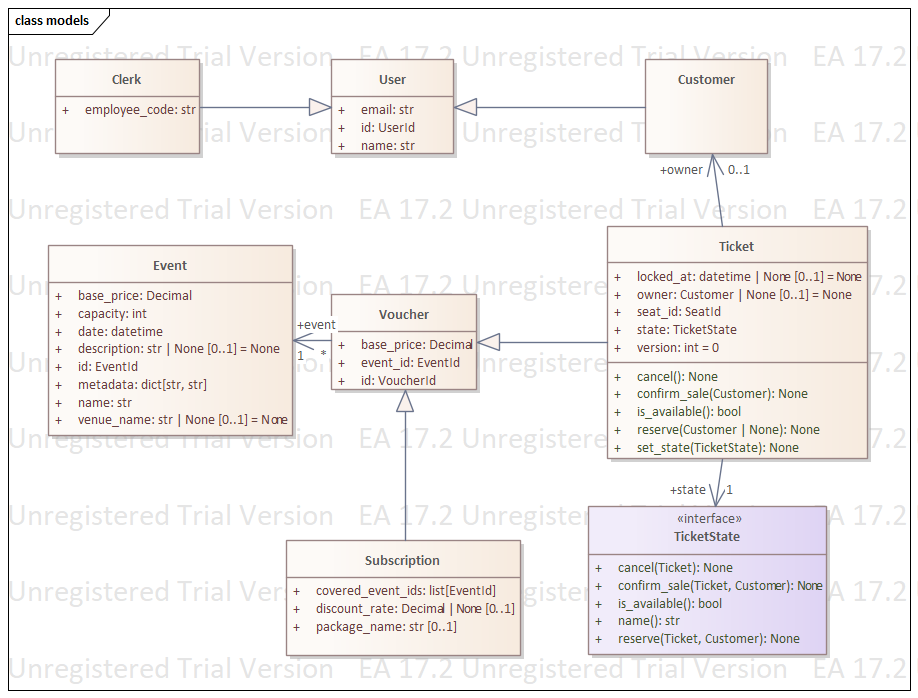 class models
Unregistered Trial Version EA 17.2 Unregistered Trial Version EA 17.2
Clerk
+ employee_code: str
User
+ email: str
+ id: UserId
+ name: str
Customer
+owner 0..1
Event
+ base_price: Decimal
+ capacity: int
+ date: datetime
+ description: str | None [0..1] = None
+ id: EventId
+ metadata: dict[str, str]
+ name: str
+ venue_name: str | None [0..1] = None
+event
1 *
Voucher
+ base_price: Decimal
+ event_id: EventId
+ id: VoucherId
Ticket
+ locked_at: datetime | None [0..1] = None
+ owner: Customer | None [0..1] = None
+ seat_id: SeatId
+ state: TicketState
+ version: int = 0
+ cancel(): None
+ confirm_sale(Customer): None
+ is_available(): bool
+ reserve(Customer | None): None
+ set_state(TicketState): None
+state 1
Subscription
+ covered_event_ids: list[EventId]
+ discount_rate: Decimal | None [0..1]
+ package_name: str [0..1]
«interface»
TicketState
+ cancel(Ticket): None
+ confirm_sale(Ticket, Customer): None
+ is_available(): bool
+ name(): str
+ reserve(Ticket, Customer): None